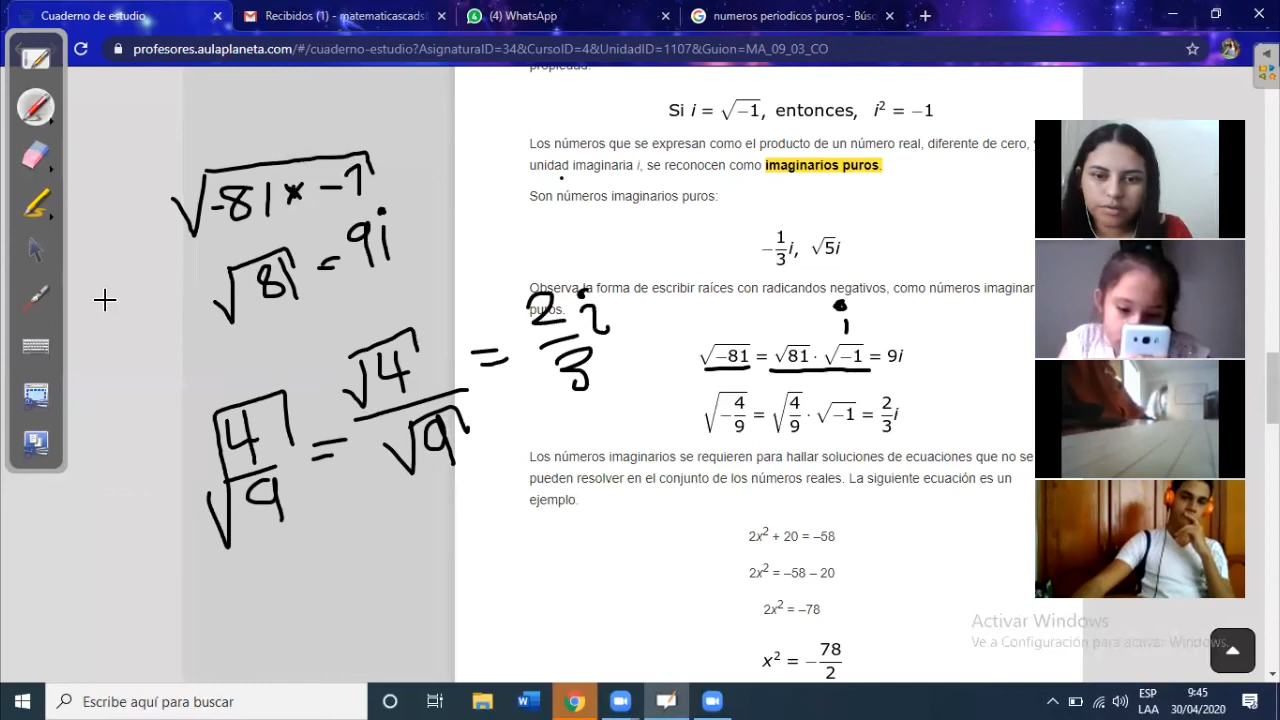 Cuaderno de estudio
Recibidos (1) - matematicascads
(4) WhatsApp
numeros periodicos puros - Bús
profesores.aulaplaneta.com/#/cuaderno-estudio?AsignaturaID=34&CursoID=4&UnidadID=1107&Guion=MA_09_03_CO
propiedad:
Si i = √−1, entonces, i² = −1
Los números que se expresan como el producto de un número real, diferente de cero,
unidad imaginaria i, se reconocen como imaginarios puros.
Son números imaginarios puros:
−1/3 i, √5i
Observa la forma de escribir raíces con radicandos negativos, como números imaginar
puros.
√−81 = √81 · √−1 = 9i
√−4/9 = √4/9 · √−1 = 2/3 i
Los números imaginarios se requieren para hallar soluciones de ecuaciones que no se
pueden resolver en el conjunto de los números reales. La siguiente ecuación es un
ejemplo.
2x² + 20 = −58
2x² = −58 − 20
2x² = −78
x² = −78/2
√-81 * -1
√81 = 9i
√4/9 = √4/√9 = 2i/3
i
Activar Windows
Ve a Configuración para activar Windows.
Escribe aquí para buscar
ESP
LAA
9:45
30/04/2020